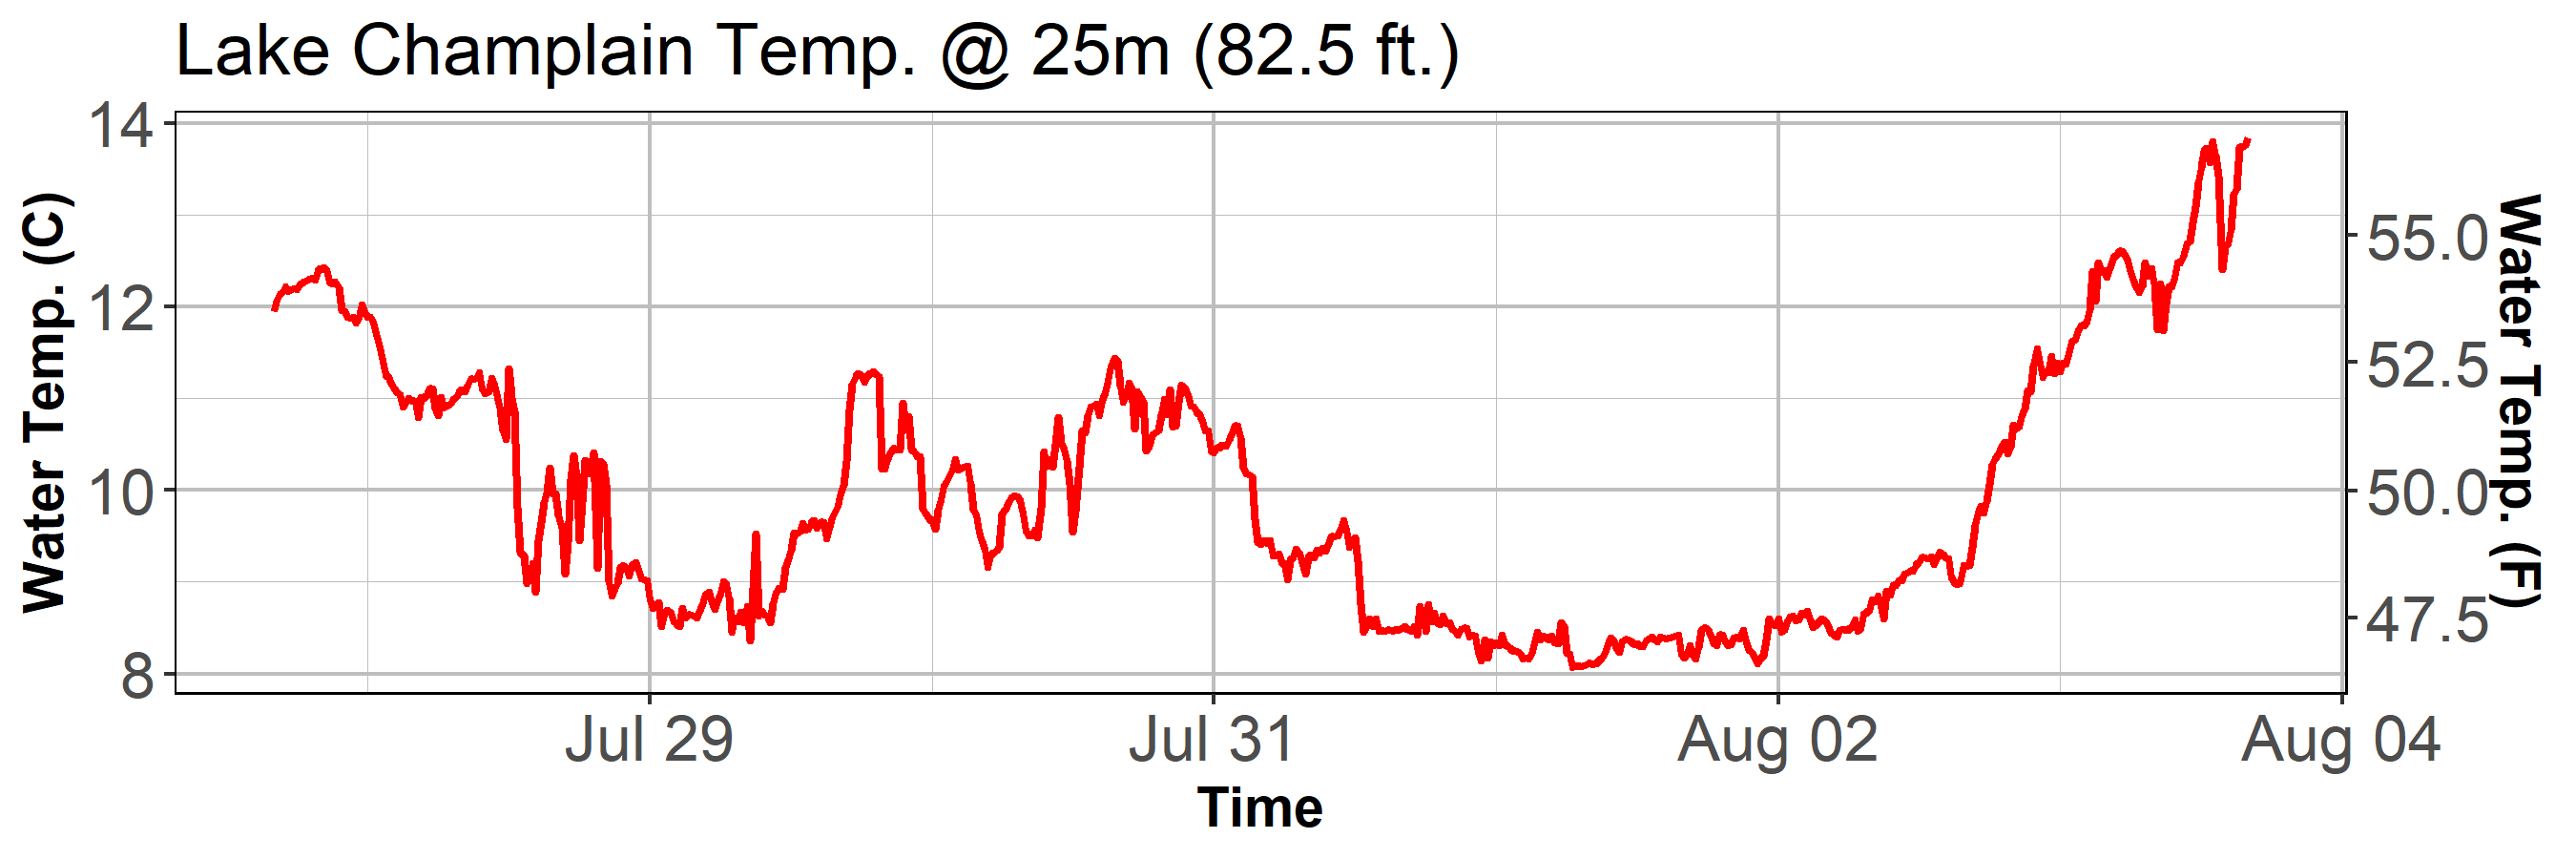 Lake Champlain Temp. @ 25m (82.5 ft.)
Water Temp. (C)
14
12
10
8
55.0
52.5
50.0
47.5
Water Temp. (F)
Jul 29
Jul 31
Aug 02
Aug 04
Time